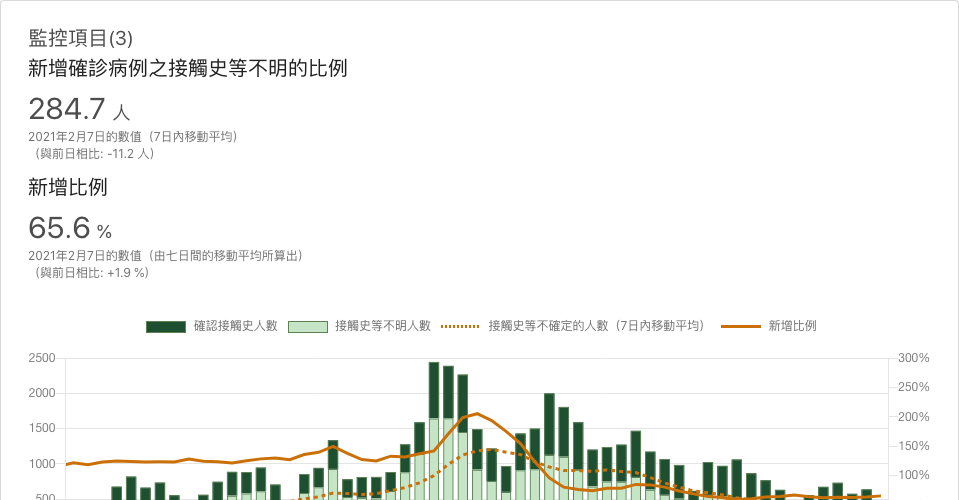 監控項目(3)
新增確診病例之接觸史等不明的比例
284.7 人
2021年2月7日的數值（7日內移動平均）
（與前日相比: -11.2 人）
新增比例
65.6 %
2021年2月7日的數值（由七日間的移動平均所算出）
（與前日相比: +1.9 %）
確認接觸史人數 接觸史等不明人數 接觸史等不確定的人數（7日內移動平均） 新增比例
2500 300%
250%
2000
200%
1500
150%
1000
100%
500